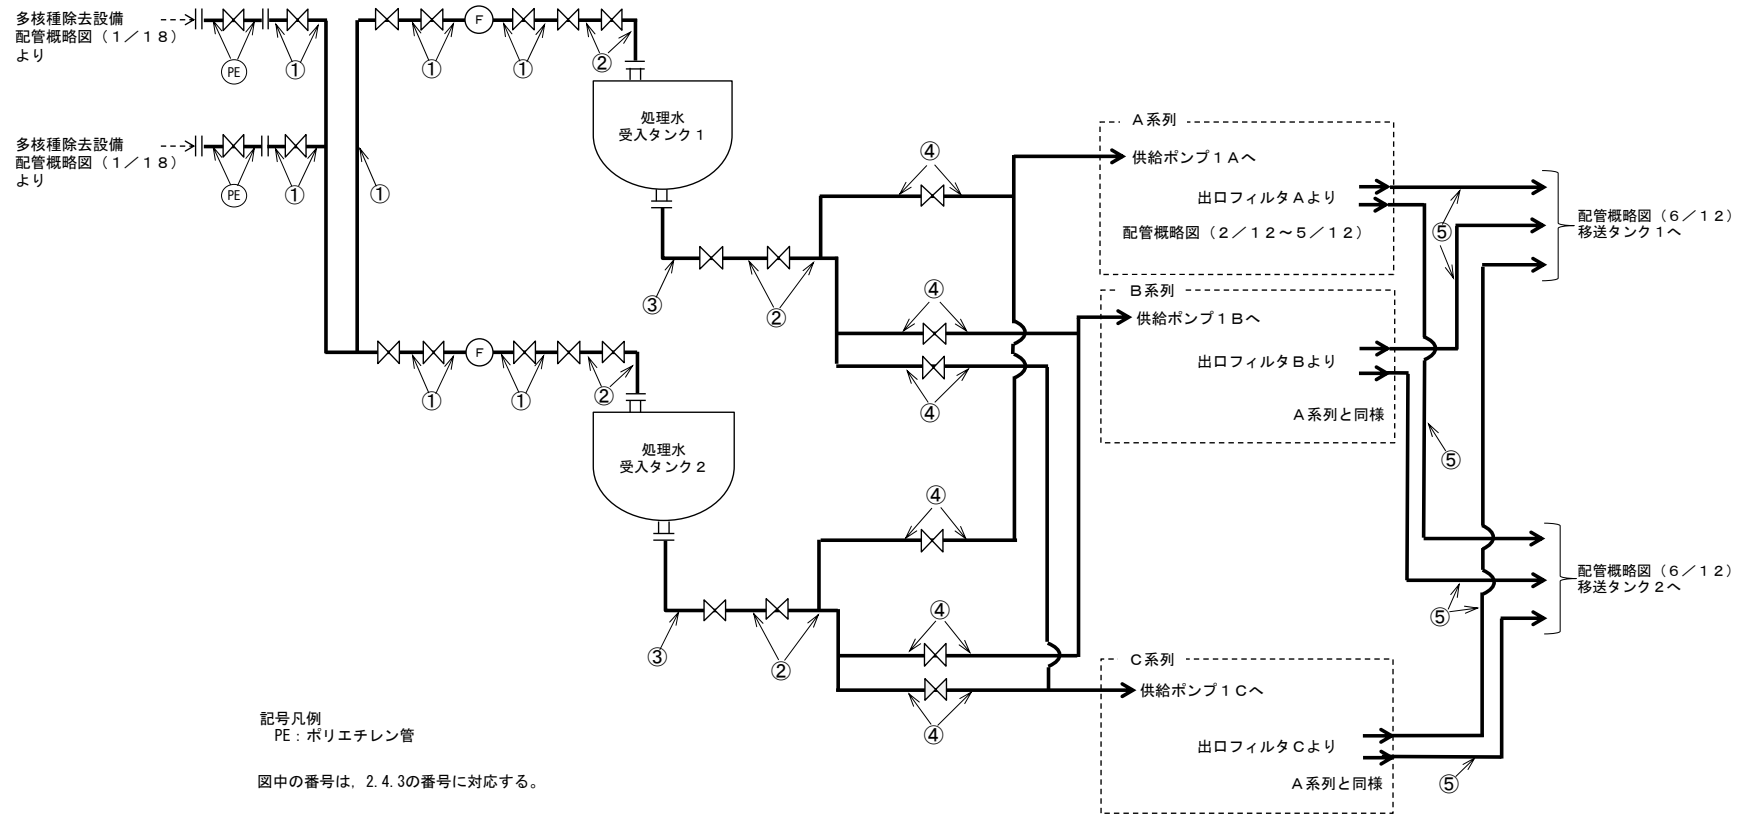 多核種除去設備
配管概略図（１／１８）
より
PE
①
①
F
①
②
処理水
受入タンク１
多核種除去設備
配管概略図（１／１８）
より
PE
①
①
③
②
④
④
④
①
F
①
②
処理水
受入タンク２
③
②
④
④
④
Ａ系列
供給ポンプ１Ａへ
出口フィルタＡより
配管概略図（２／１２～５／１２）
Ｂ系列
供給ポンプ１Ｂへ
出口フィルタＢより
Ａ系列と同様
Ｃ系列
供給ポンプ１Ｃへ
出口フィルタＣより
Ａ系列と同様
⑤
⑤
⑤
⑤
配管概略図（６／１２）
移送タンク１へ
配管概略図（６／１２）
移送タンク２へ
記号凡例
PE：ポリエチレン管
図中の番号は，2.4.3の番号に対応する。